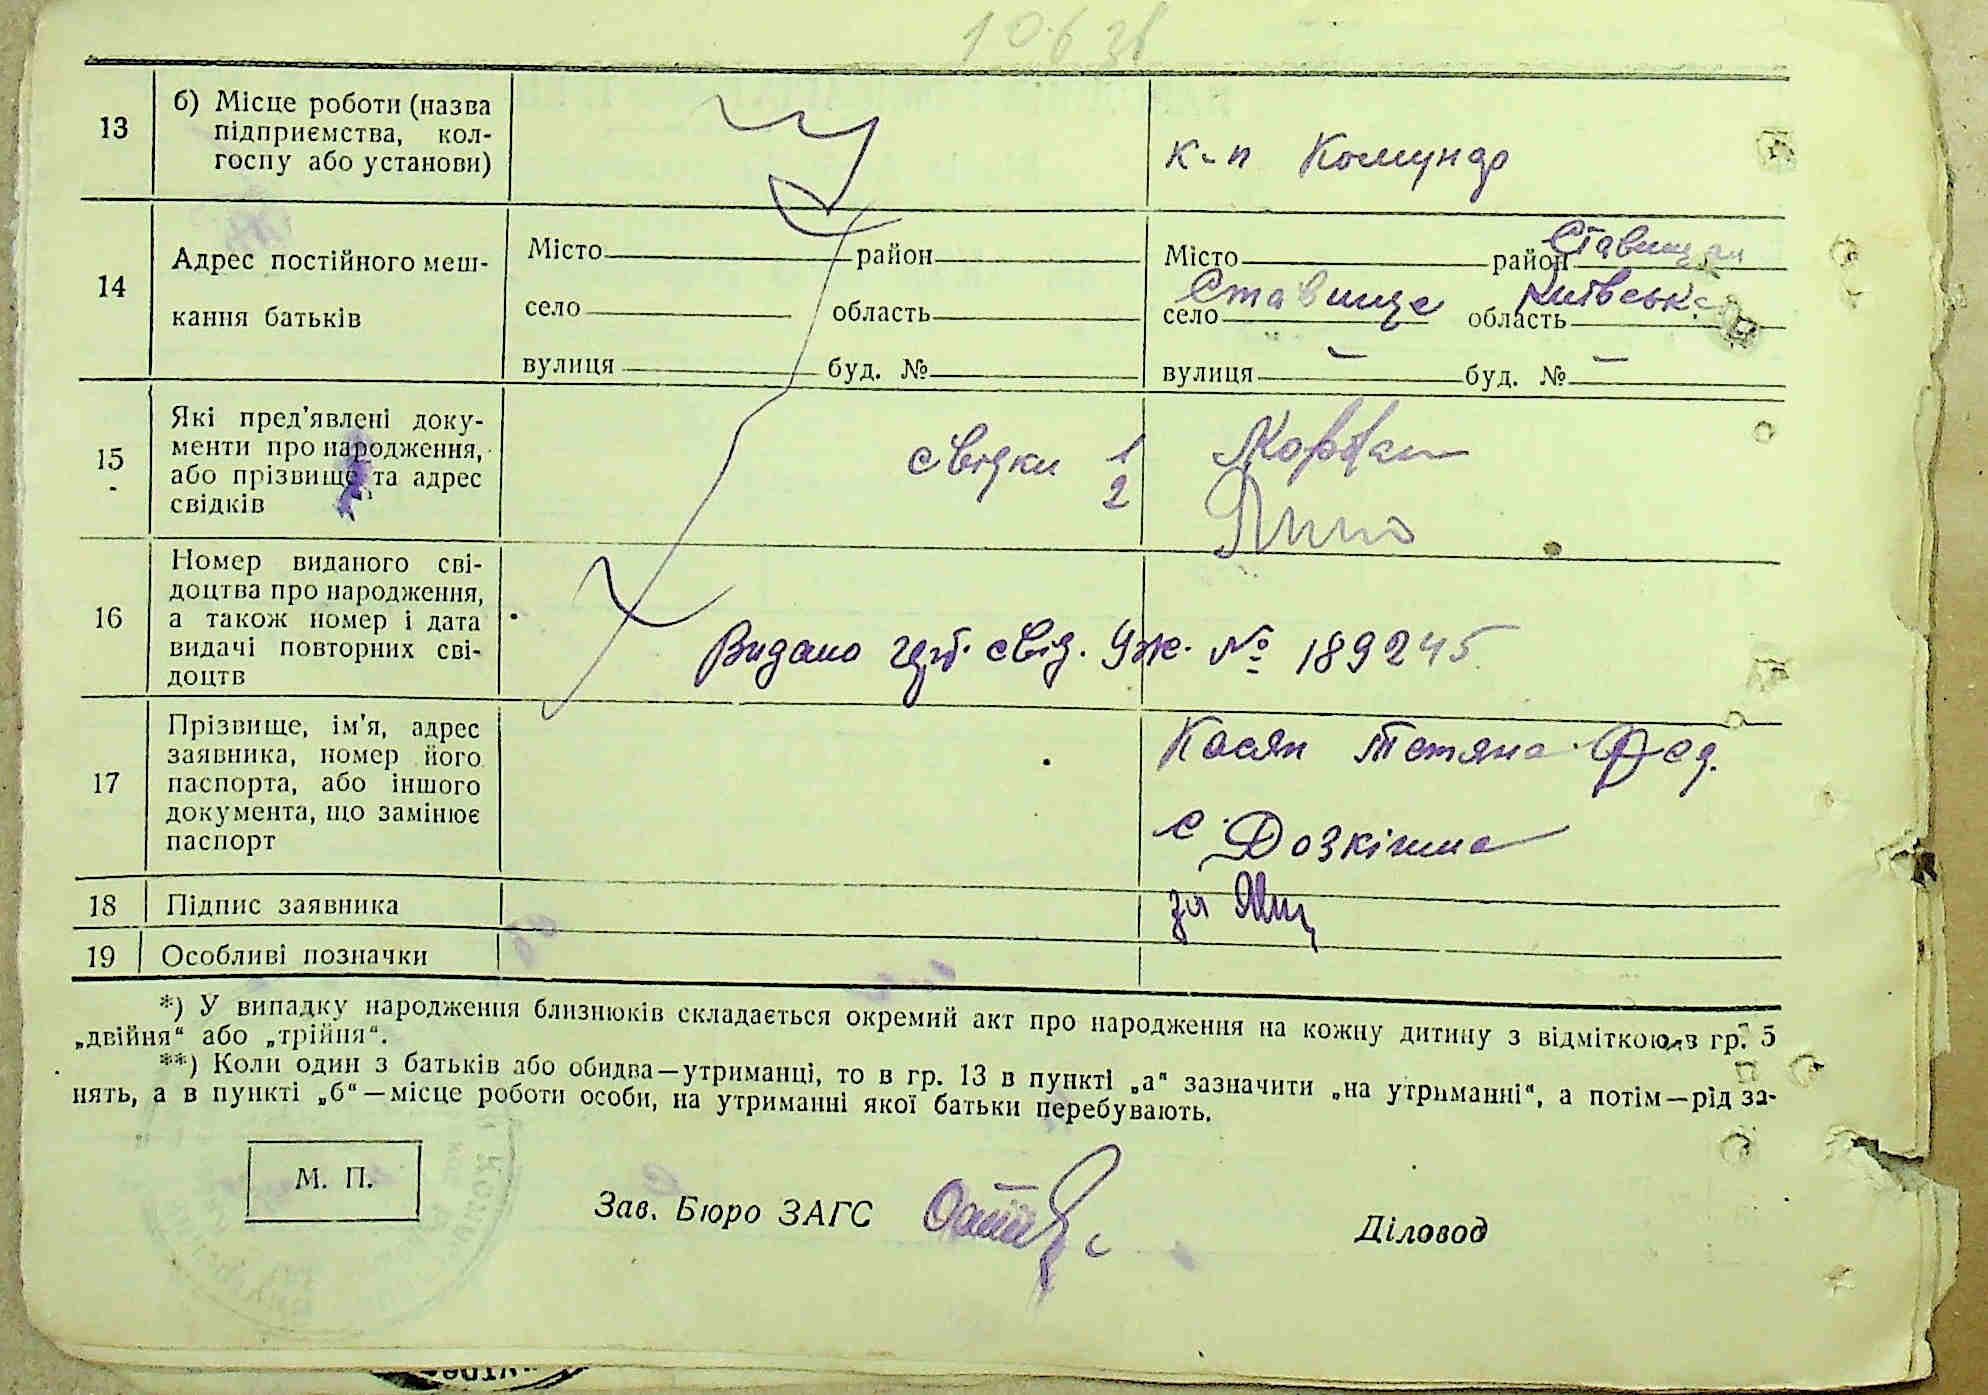 10.6 38
13
б) Місце роботи (назва
підприємства, кол-
госпу або установи)
к-п Комунар
14
Адрес постійного меш-
кання батьків
Місто район
село область
вулиця буд. №
Місто район Ставищан
село Ставище область Київськ.
вулиця — буд. № —
15
Які пред'явлені доку-
менти про народження,
або прізвище та адрес
свідків
свідки 1
2
16
Номер виданого сві-
доцтва про народження,
а також номер і дата
видачі повторних сві-
доцтв
Видано свід. УЖ. № 189245
17
Прізвище, ім'я, адрес
заявника, номер його
паспорта, або іншого
документа, що замінює
паспорт
Касян Тетяна Фед.
с.
18
Підпис заявника
за
19
Особливі позначки
*) У випадку народження близнюків складається окремий акт про народження на кожну дитину з відміткою в гр. 5
„двійня“ або „трійня“.
**) Коли один з батьків або обидва—утриманці, то в гр. 13 в пункті „а“ зазначити „на утриманні“, а потім—рід за-
нять, а в пункті „б“—місце роботи особи, на утриманні якої батьки перебувають.
М. П.
Зав. Бюро ЗАГС
Діловод